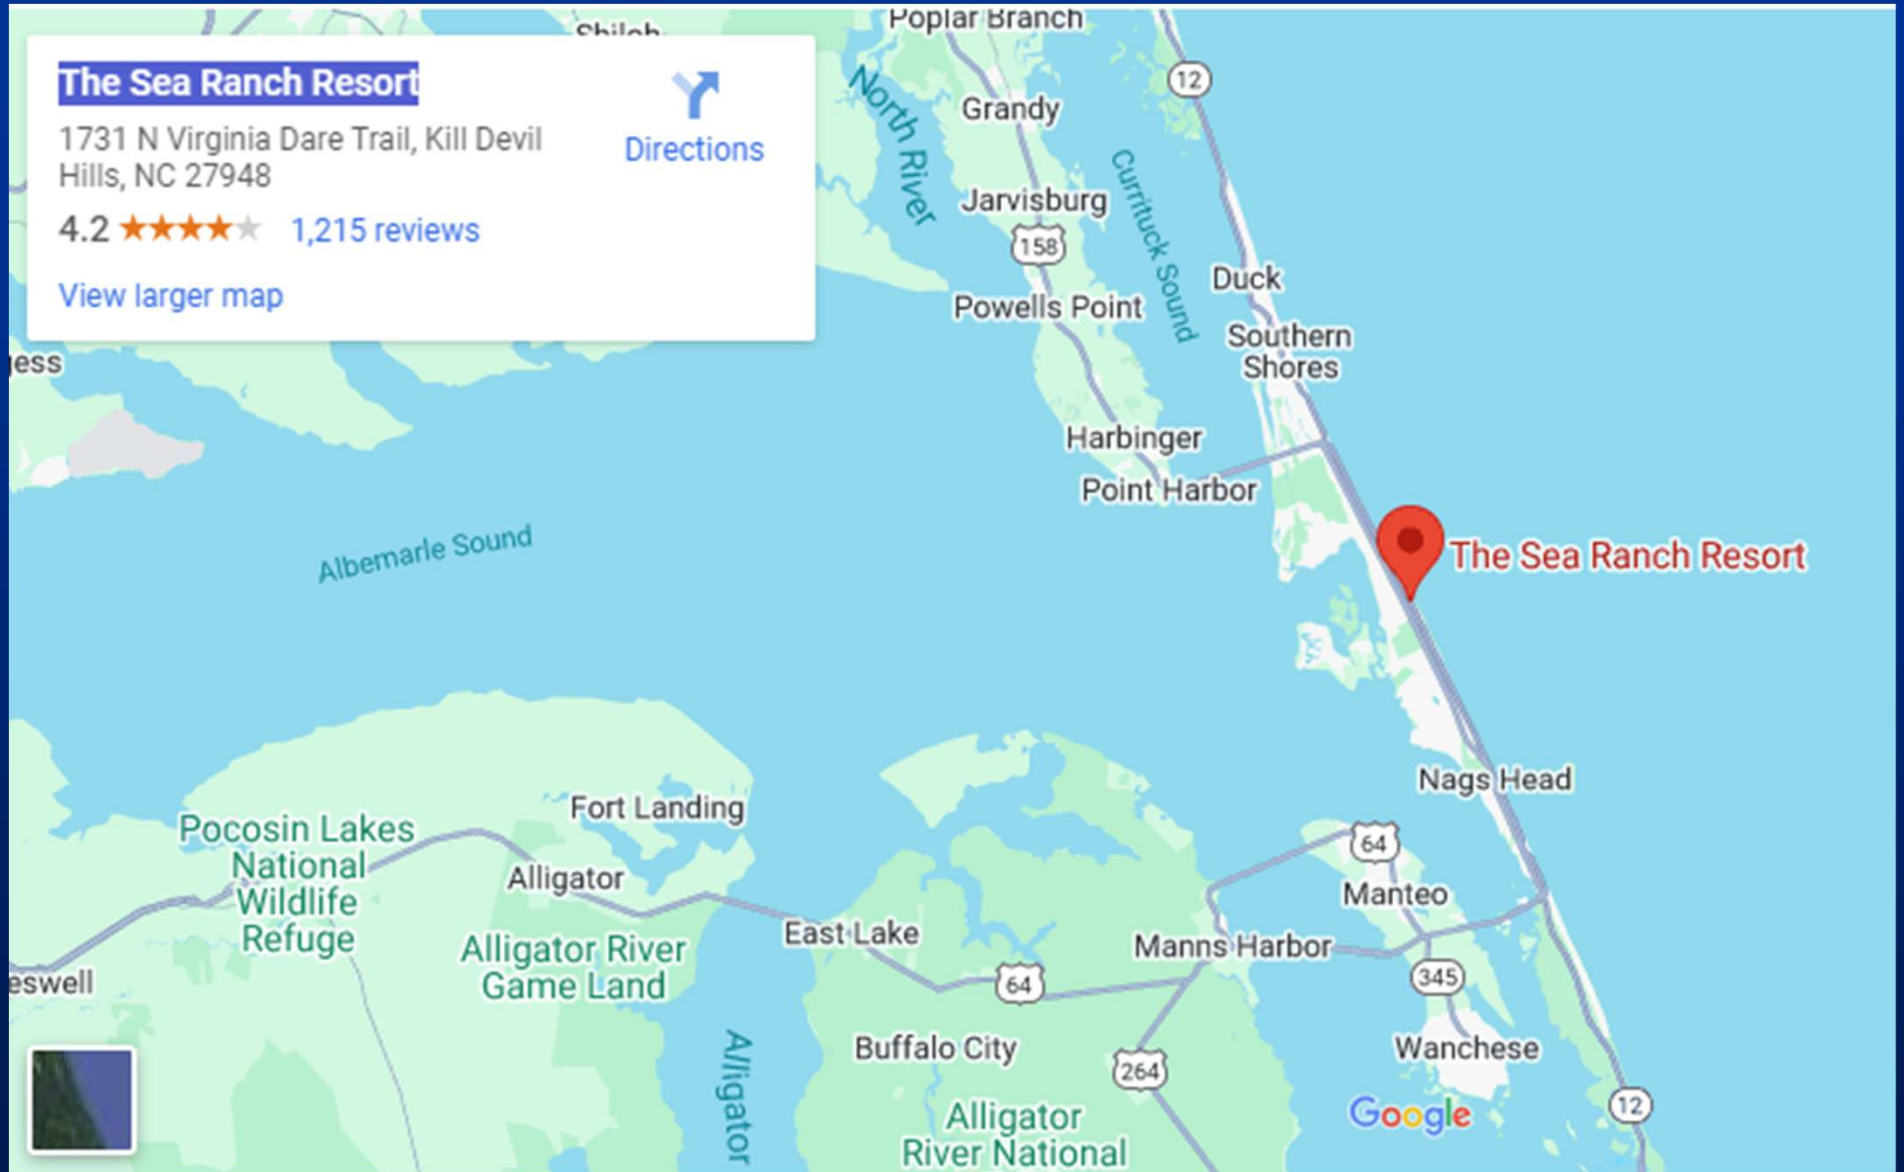 The Sea Ranch Resort
1731 N Virginia Dare Trail, Kill Devil
Hills, NC 27948
4.2
1,215 reviews
View larger map
Directions
Poplar Branch
12
Grandy
North River
Currituck Sound
Jarvisburg
158
Duck
Powells Point
Southern
Shores
Harbinger
Point Harbor
Albemarle Sound
The Sea Ranch Resort
Nags Head
Fort Landing
Pocosin Lakes
National
Wildlife
Refuge
64
Alligator
Manteo
East Lake
Manns Harbor
Alligator River
Game Land
64
345
eswell
Buffalo City
Wanchese
264
Alligator
Google
12
Alligator
River National